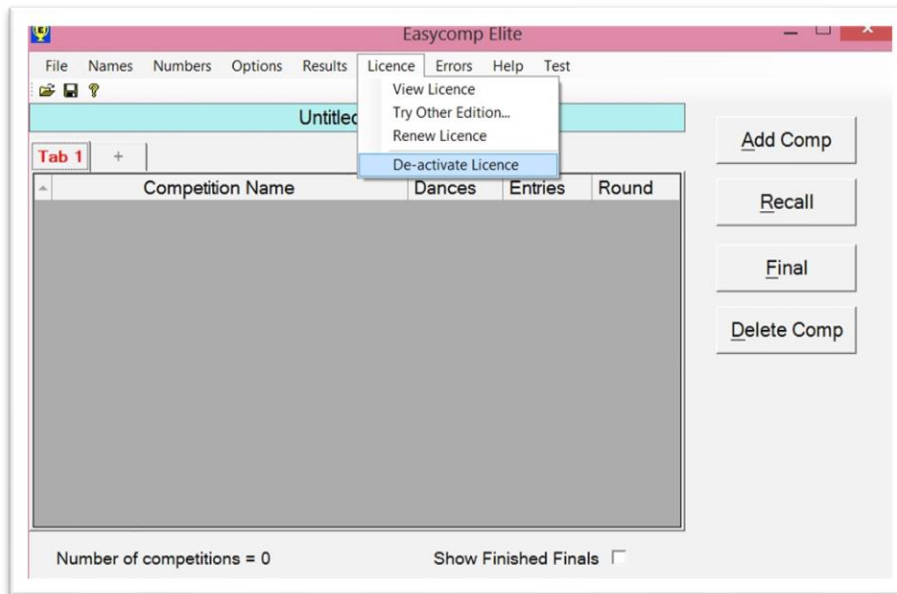 Easycomp Elite
File Names Numbers Options Results Licence Errors Help Test
View Licence
Try Other Edition...
Renew Licence
De-activate Licence
Tab 1 +
Competition Name Dances Entries Round
Add Comp
Recall
Final
Delete Comp
Number of competitions = 0 Show Finished Finals